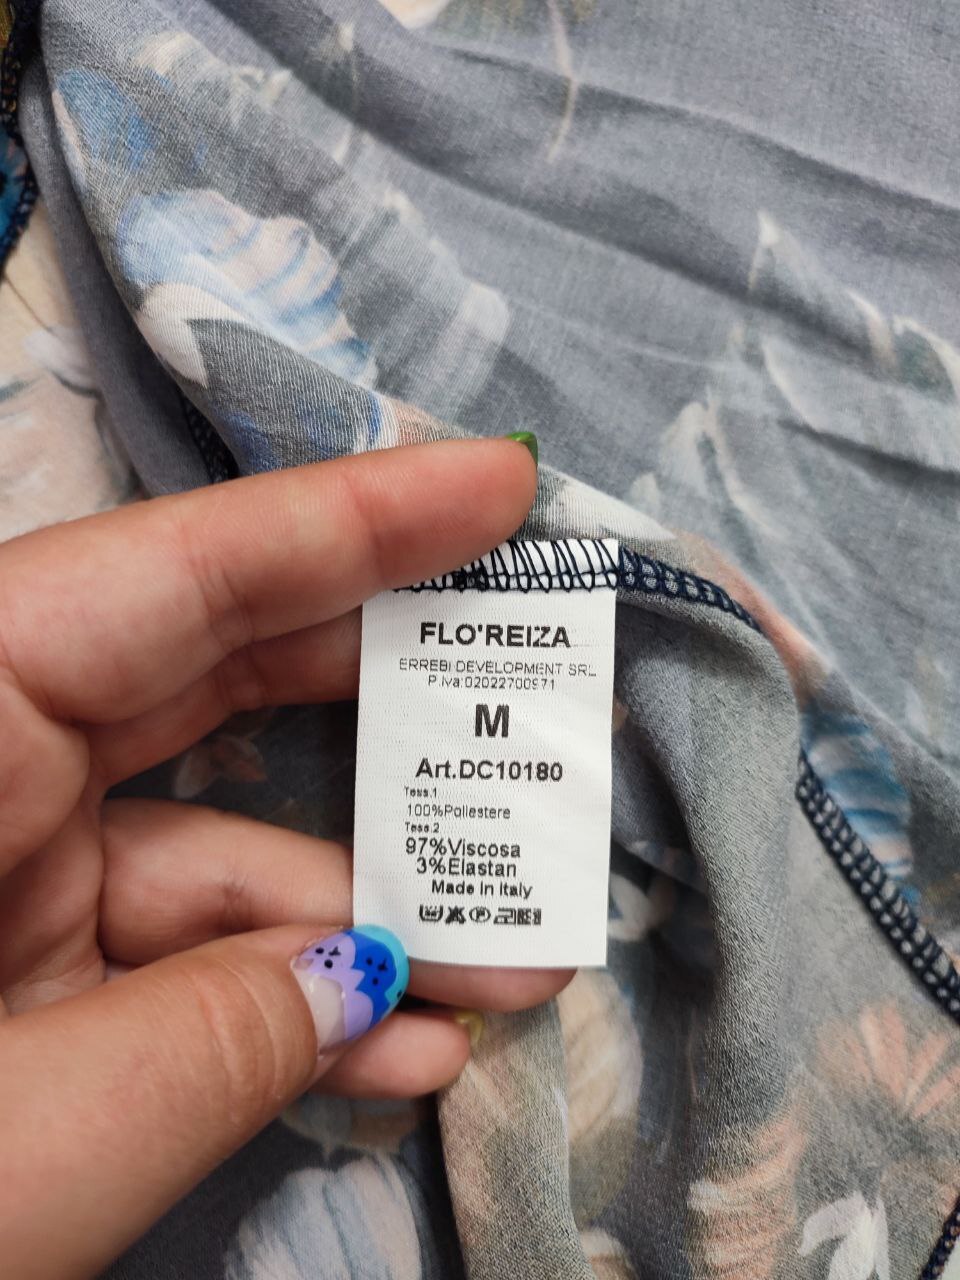 FLO'REIZA
ERREBI DEVELOPMENT SRL
P.Iva:02022700971
M
Art.DC10180
Tess.1
100%Poliestere
Tess.2
97%Viscosa
3%Elastan
Made in Italy